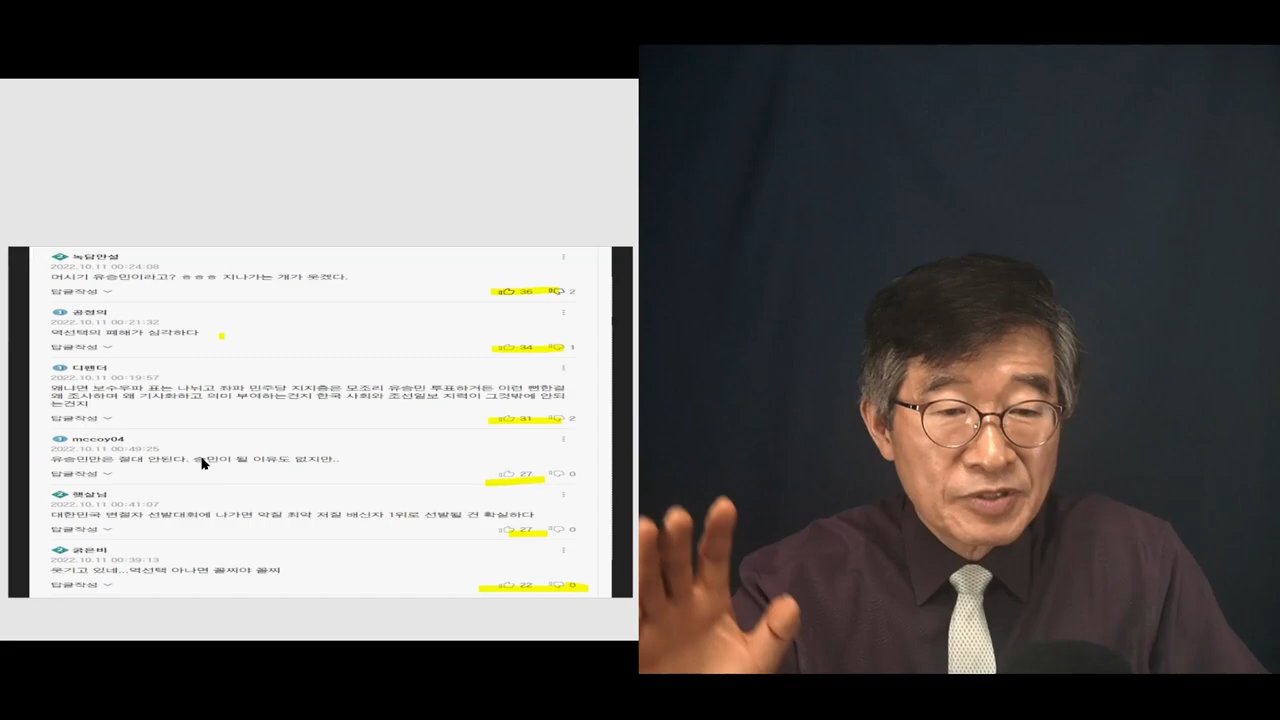 녹담만설
2022.10.11 00:24:08
머시기 유승민이라고? ㅎㅎㅎ 지나가는 개가 웃겠다.
답글작성
36 2
공정의
2022.10.11 00:21:32
역선택의 폐해가 심각하다
답글작성
34 1
디펜더
2022.10.11 00:19:57
왜냐면 보수우파 표는 나뉘고 좌파 민주당 지지층은 모조리 유승민 투표하거든 이런 뻔한걸
왜 조사하며 왜 기사화하고 의미 부여하는건지 한국 사회와 조선일보 지력이 그것밖에 안되
는건지
답글작성
31 2
mccoy04
2022.10.11 00:49:25
유승민만은 절대 안된다. 승민이 될 이유도 없지만..
답글작성
27 0
햇살님
2022.10.11 00:41:07
대한민국 변절자 선발대회에 나가면 악질 최악 저질 배신자 1위로 선발될 건 확실하다
답글작성
27 0
굵은비
2022.10.11 00:39:13
웃기고 있네...역선택 아나면 꼴찌야 꼴찌
답글작성
22 0